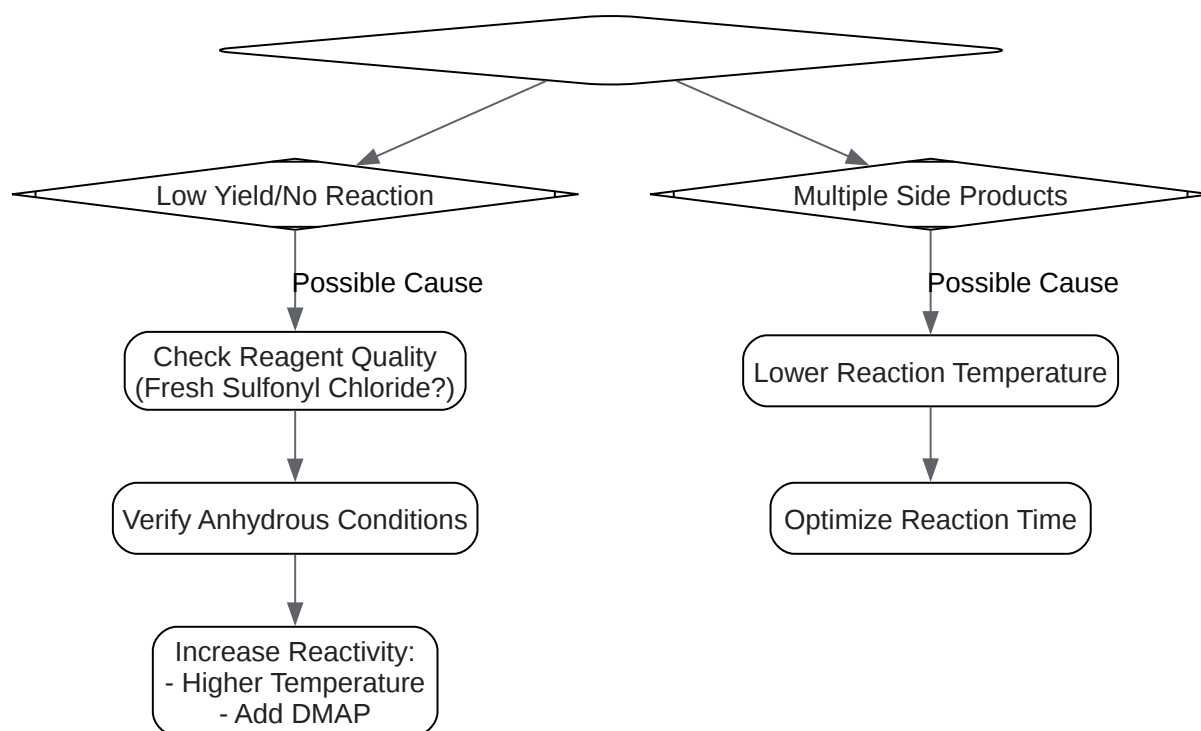 Low Yield/No Reaction
Multiple Side Products
Possible Cause
Possible Cause
Check Reagent Quality
(Fresh Sulfonyl Chloride?)
Lower Reaction Temperature
Verify Anhydrous Conditions
Optimize Reaction Time
Increase Reactivity:
- Higher Temperature
- Add DMAP